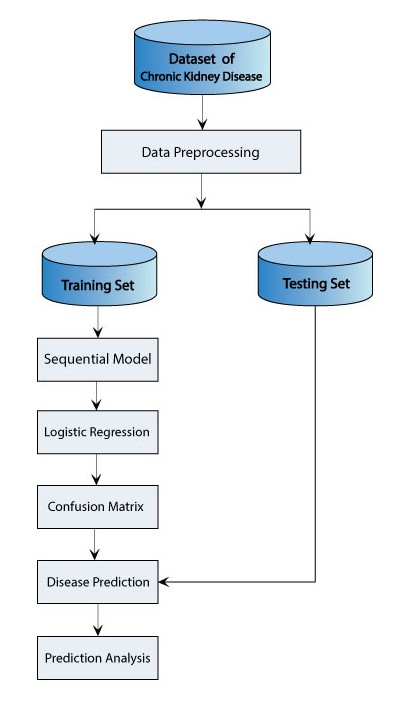 Dataset of
Chronic Kidney Disease
Data Preprocessing
Training Set
Testing Set
Sequential Model
Logistic Regression
Confusion Matrix
Disease Prediction
Prediction Analysis